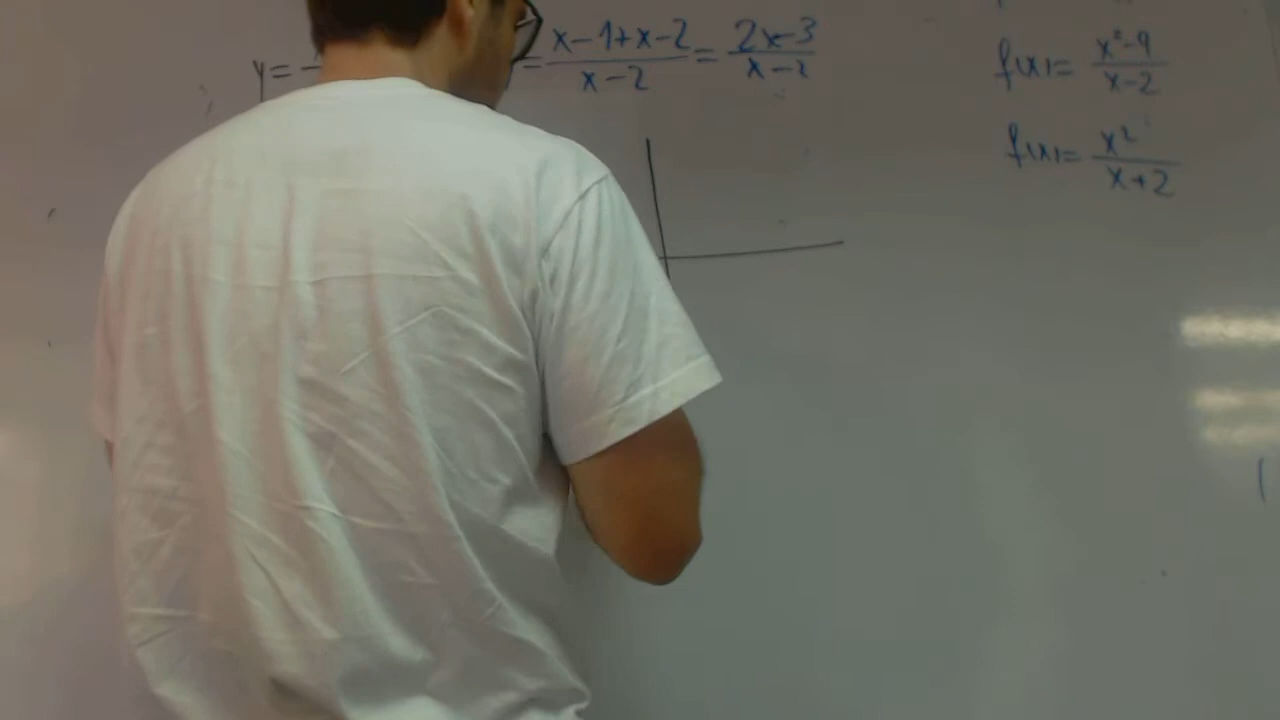 y = = x-1+x-2/x-2 = 2x-3/x-2
f(x)= x²-9/x-2
f(x)= x²/x+2